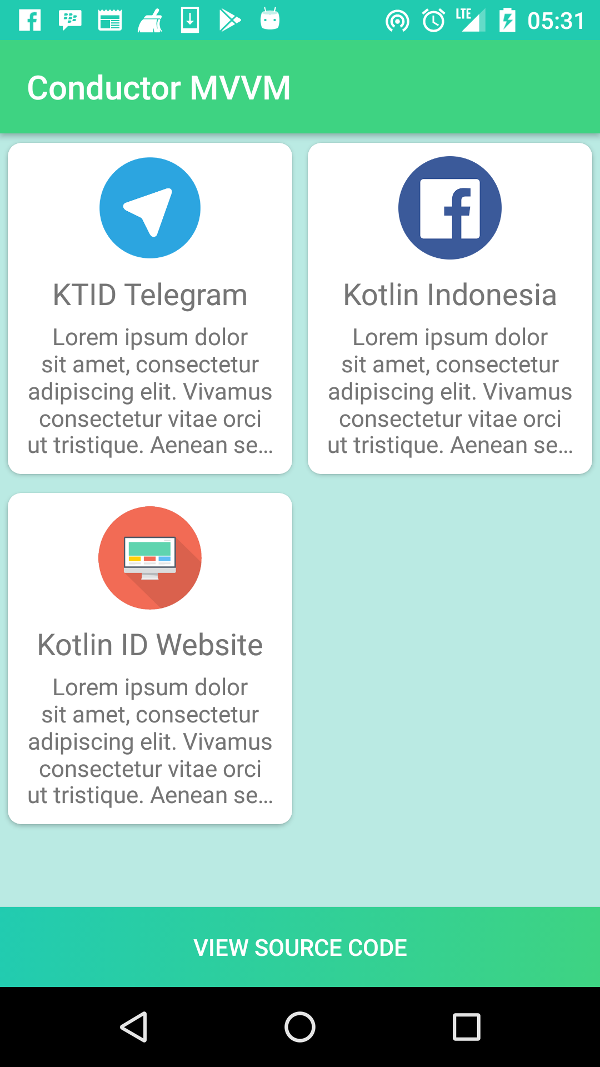 LTE 05:31
Conductor MVVM
KTID Telegram
Lorem ipsum dolor
sit amet, consectetur
adipiscing elit. Vivamus
consectetur vitae orci
ut tristique. Aenean se...
Kotlin Indonesia
Lorem ipsum dolor
sit amet, consectetur
adipiscing elit. Vivamus
consectetur vitae orci
ut tristique. Aenean se...
Kotlin ID Website
Lorem ipsum dolor
sit amet, consectetur
adipiscing elit. Vivamus
consectetur vitae orci
ut tristique. Aenean se...
VIEW SOURCE CODE